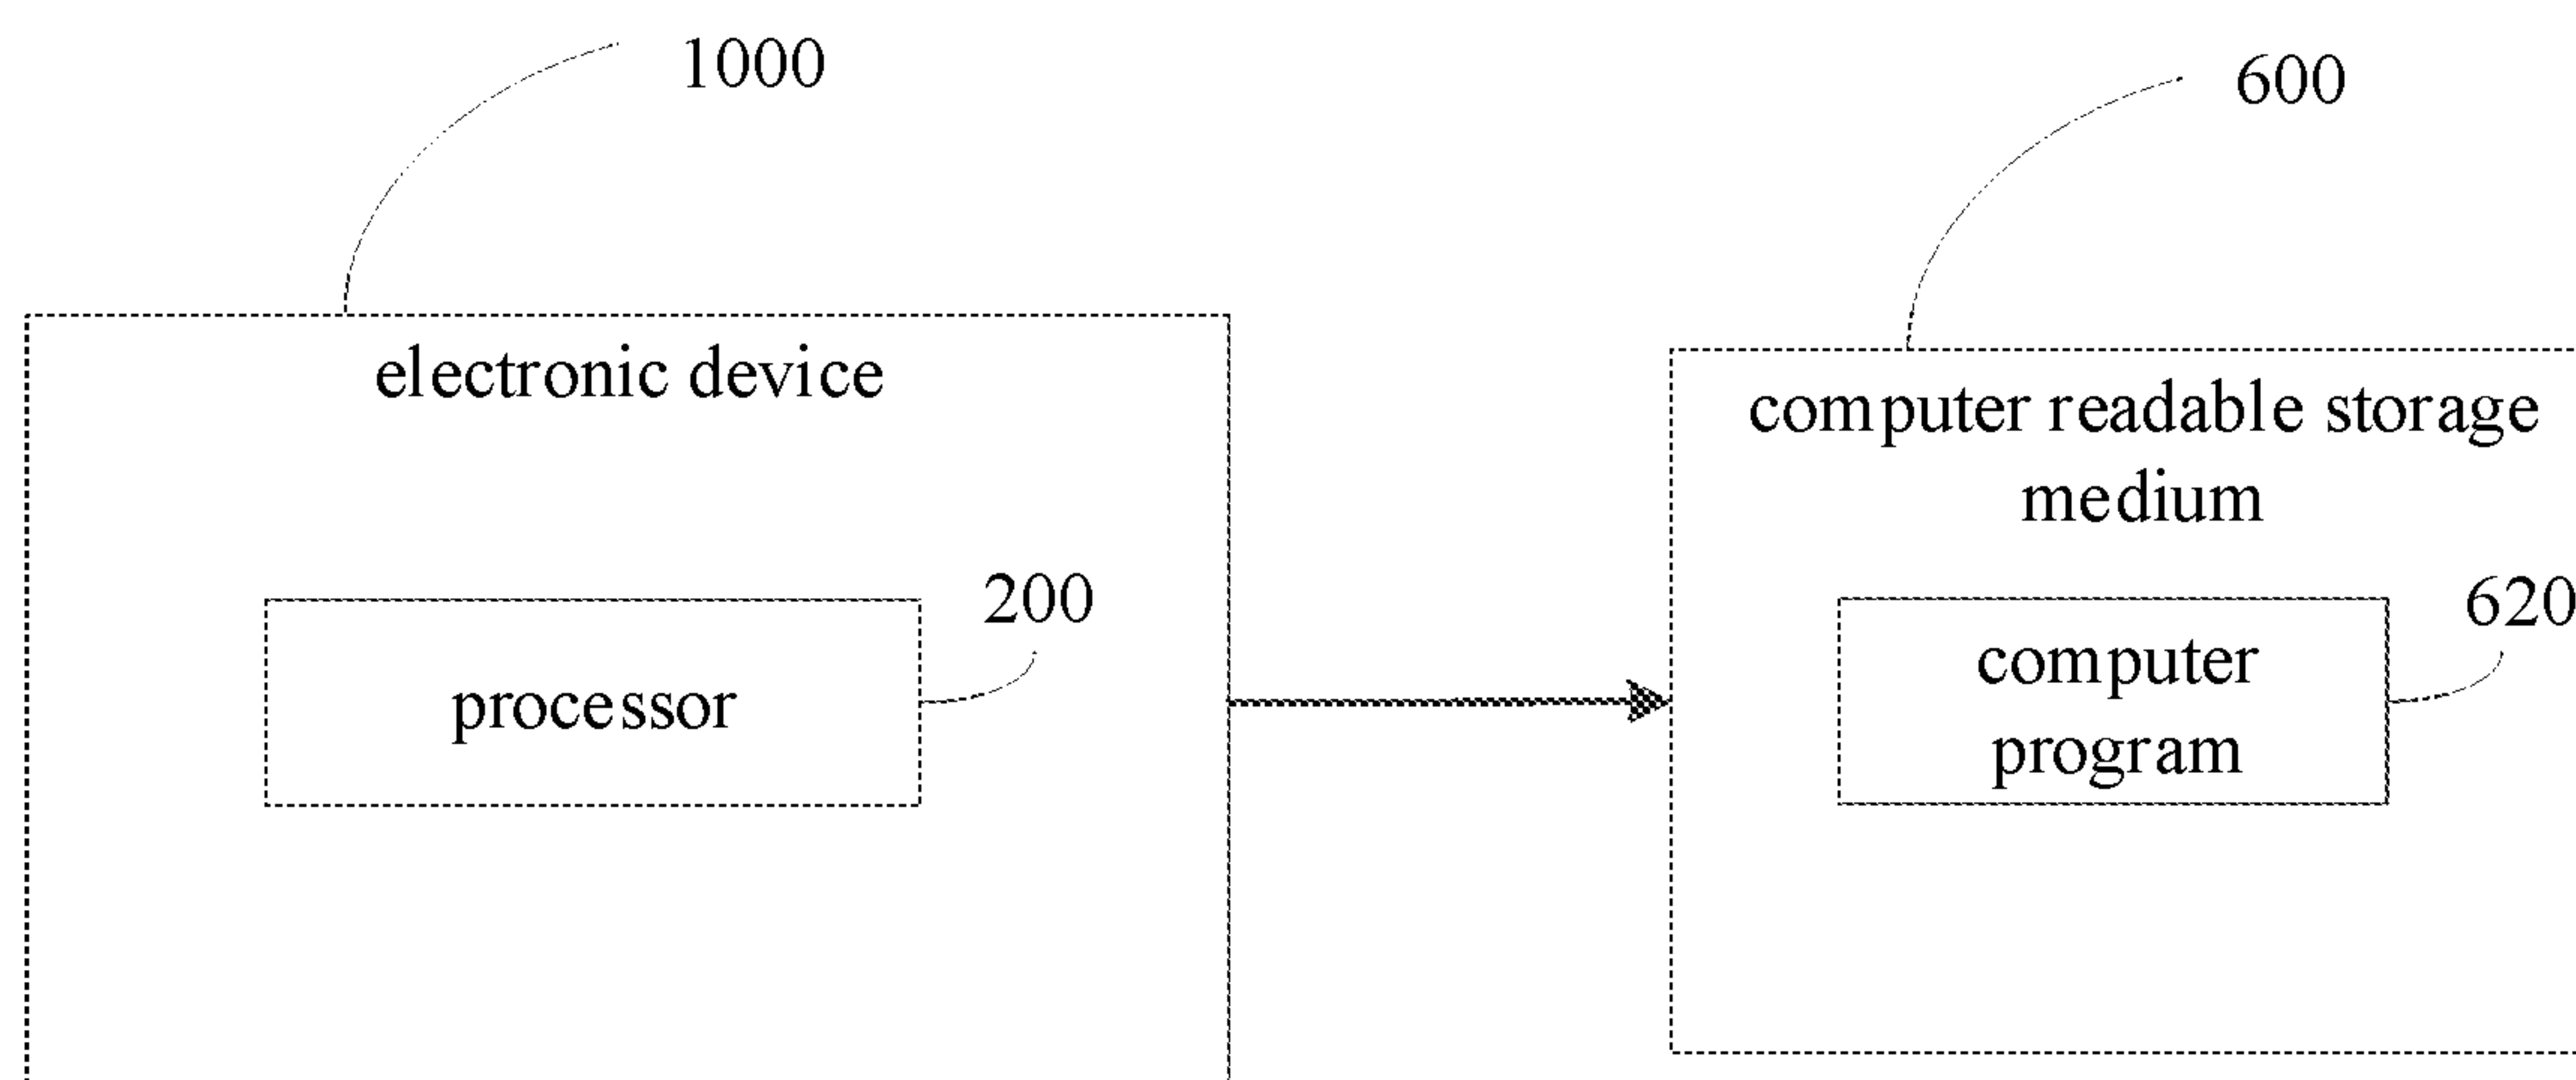 1000
600
electronic device
computer readable storage
medium
200
620
processor
computer
program